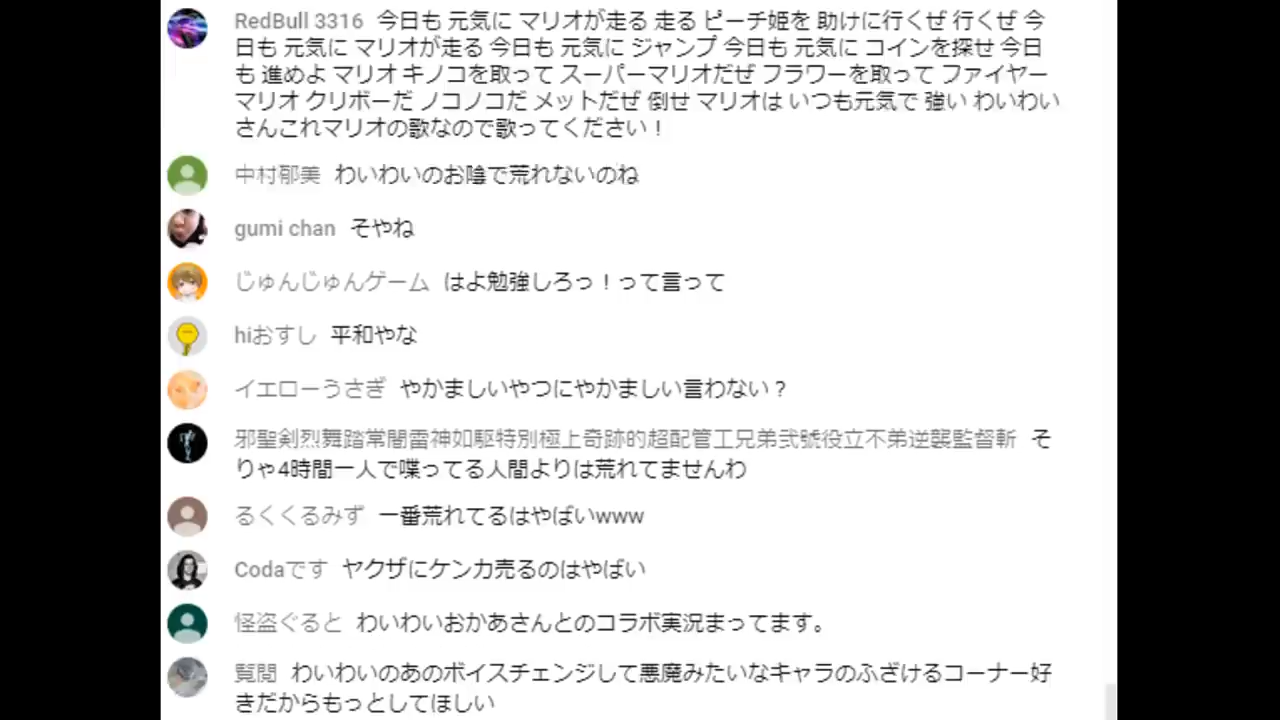 RedBull 3316 今日も 元気に マリオが走る 走る ピーチ姫を 助けに行くぜ 行くぜ 今
日も 元気に マリオが走る 今日も 元気に ジャンプ 今日も 元気に コインを探せ 今日
も 進めよ マリオ キノコを取って スーパーマリオだぜ フラワーを取って ファイヤー
マリオ クリボーだ ノコノコだ メットだぜ 倒せ マリオは いつも元気で 強い わいわい
さんこれマリオの歌なので歌ってください！
中村郁美 わいわいのお陰で荒れないのね
gumi chan そやね
じゅんじゅんゲーム はよ勉強しろっ！って言って
hiおすし 平和やな
イエローうさぎ やかましいやつにやかましい言わない？
邪聖剣烈舞踏常闇雷神如駆特別極上奇跡的超配管工兄弟弐號役立不弟逆襲監督斬 そ
りゃ4時間一人で喋ってる人間よりは荒れてませんわ
るくくるみず 一番荒れてるはやばいwww
Codaです ヤクザにケンカ売るのはやばい
怪盗ぐると わいわいおかあさんとのコラボ実況まってます。
覧閲 わいわいのあのボイスチェンジして悪魔みたいなキャラのふざけるコーナー好
きだからもっとしてほしい